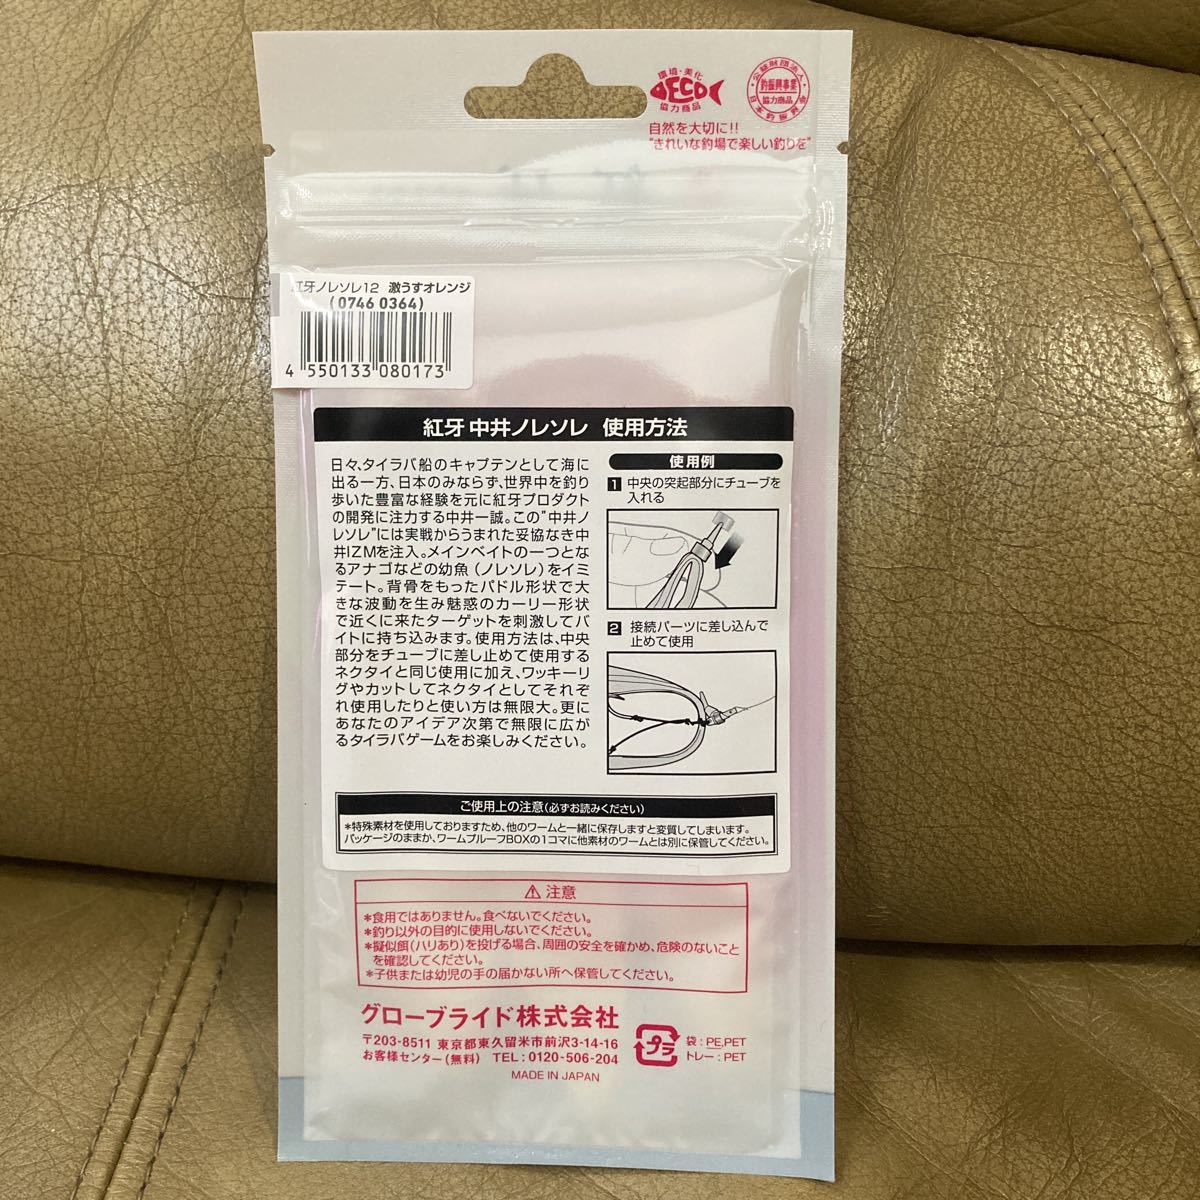 環境・美化
ECO
協力商品
公益財団法人
釣振興事業
協力商品
日本釣振興会
自然を大切に!!
"きれいな釣場で楽しい釣りを"
紅牙ノレソレ12 激うすオレンジ
(0746 0364)
4 550133 080173
紅牙 中井ノレソレ 使用方法
日々、タイラバ船のキャプテンとして海に
出る一方、日本のみならず、世界中を釣り
歩いた豊富な経験を元に紅牙プロダクト
の開発に注力する中井一誠。この"中井ノ
レソレ"には実戦からうまれた妥協なき中
井IZMを注入。メインベイトの一つとな
るアナゴなどの幼魚(ノレソレ)をイミ
テート。背骨をもったパドル形状で大
きな波動を生み魅惑のカーリー形状
で近くに来たターゲットを刺激してバ
イトに持ち込みます。使用方法は、中央
部分をチューブに差し止めて使用する
ネクタイと同じ使用に加え、ワッキーリ
グやカットしてネクタイとしてそれぞ
れ使用したりと使い方は無限大。更に
あなたのアイデア次第で無限に広が
るタイラバゲームをお楽しみください。
使用例
1 中央の突起部分にチューブを
入れる
2 接続パーツに差し込んで
止めて使用
ご使用上の注意(必ずお読みください)
*特殊素材を使用しておりますため、他のワームと一緒に保存しますと変質してしまいます。
パッケージのままか、ワームプルーフBOXの1コマに他素材のワームとは別に保管してください。
⚠ 注意
*食用ではありません。食べないでください。
*釣り以外の目的に使用しないでください。
*擬似餌(ハリあり)を投げる場合、周囲の安全を確かめ、危険のないこと
を確認してください。
*子供または幼児の手の届かない所へ保管してください。
グローブライド株式会社
〒203-8511 東京都東久留米市前沢3-14-16
お客様センター(無料) TEL:0120-506-204
プラ
袋:PE,PET
トレー:PET
MADE IN JAPAN